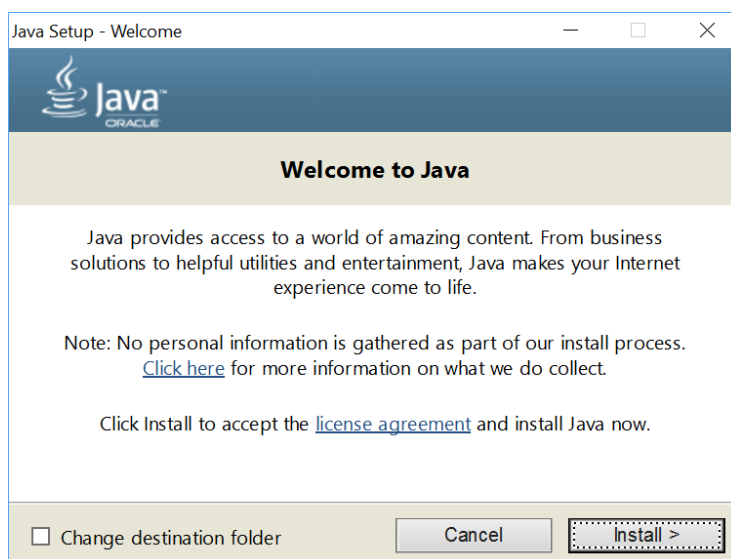 Java Setup - Welcome
Java™
ORACLE
Welcome to Java
Java provides access to a world of amazing content. From business
solutions to helpful utilities and entertainment, Java makes your Internet
experience come to life.
Note: No personal information is gathered as part of our install process.
Click here for more information on what we do collect.
Click Install to accept the license agreement and install Java now.
Change destination folder
Cancel
Install >